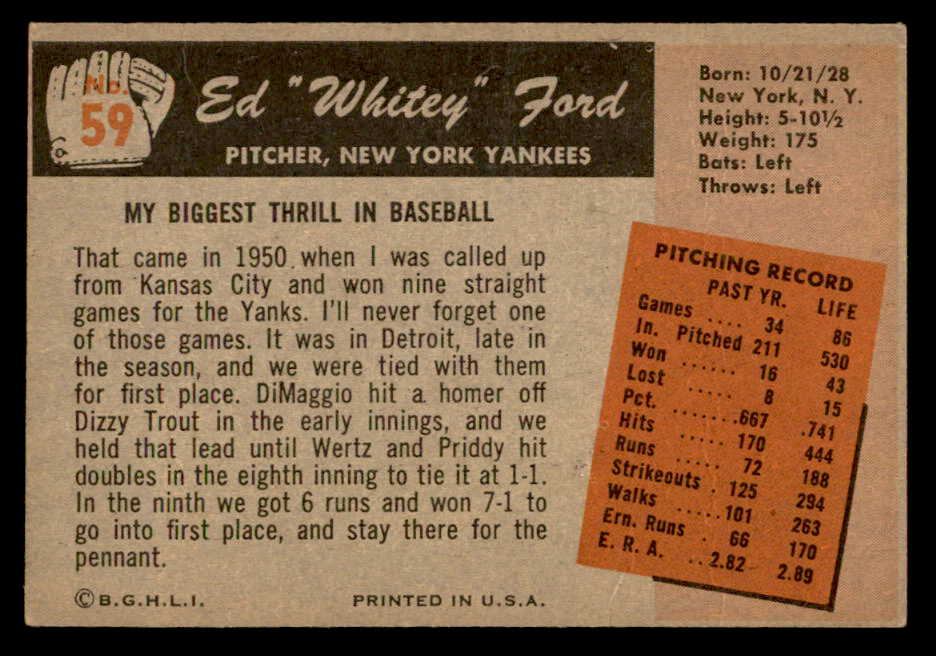 No.
59
Ed "Whitey" Ford
PITCHER, NEW YORK YANKEES
Born: 10/21/28
New York, N. Y.
Height: 5-10½
Weight: 175
Bats: Left
Throws: Left
MY BIGGEST THRILL IN BASEBALL
That came in 1950 when I was called up
from Kansas City and won nine straight
games for the Yanks. I'll never forget one
of those games. It was in Detroit, late in
the season, and we were tied with them
for first place. DiMaggio hit a homer off
Dizzy Trout in the early innings, and we
held that lead until Wertz and Priddy hit
doubles in the eighth inning to tie it at 1-1.
In the ninth we got 6 runs and won 7-1 to
go into first place, and stay there for the
pennant.
PITCHING RECORD
PAST YR. LIFE
Games .... 34 86
In. Pitched 211 530
Won ...... 16 43
Lost ..... 8 15
Pct. .......667 .741
Hits ..... 170 444
Runs ..... 72 188
Strikeouts . 125 294
Walks .....101 263
Ern. Runs . 66 170
E. R. A. ..2.82 2.89
© B.G.H.L.I. PRINTED IN U.S.A.